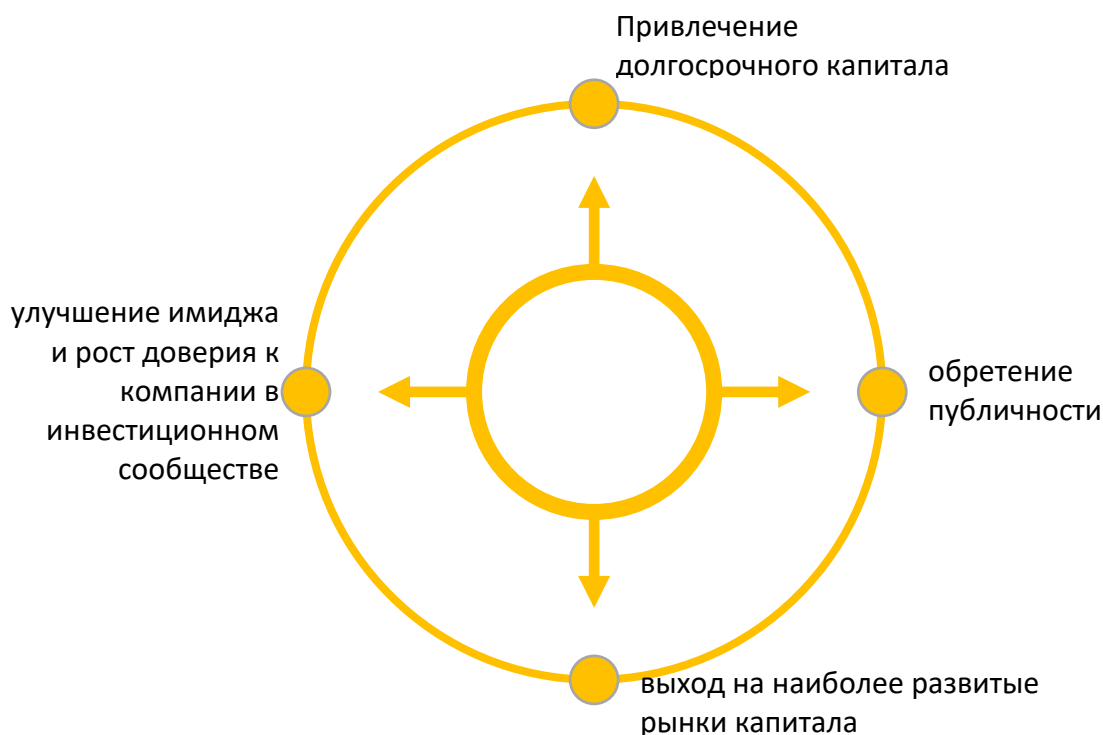 Привлечение
долгосрочного капитала
улучшение имиджа
и рост доверия к
компании в
инвестиционном
сообществе
обретение
публичности
выход на наиболее развитые
рынки капитала